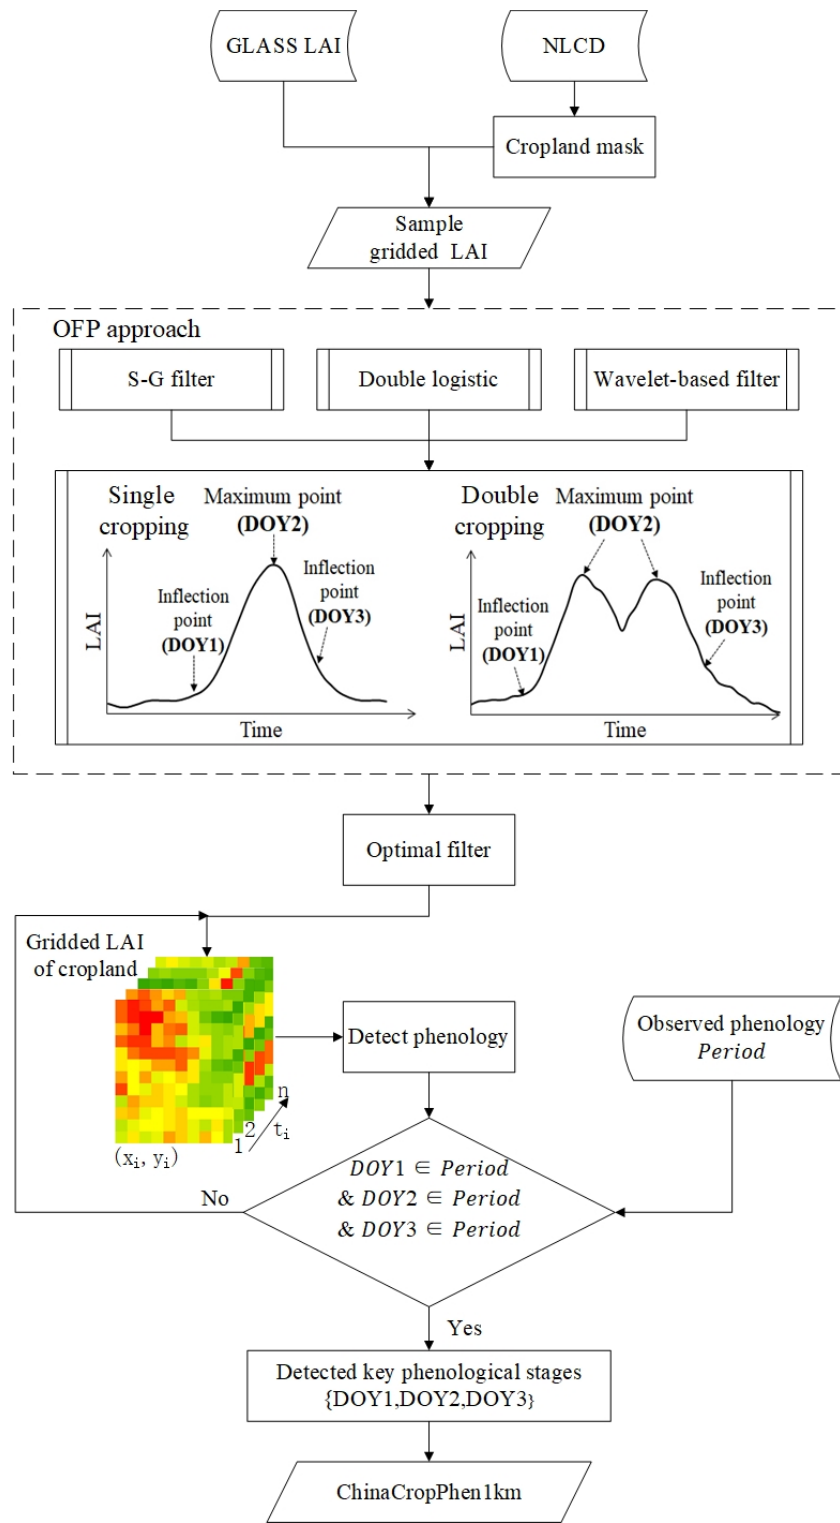 GLASS LAI
NLCD
Cropland mask
Sample
gridded LAI
OFP approach
S-G filter
Double logistic
Wavelet-based filter
Single
cropping
Maximum point
(DOY2)
Inflection
point
(DOY3)
Inflection
point
(DOY1)
LAI
Time
Double
cropping
Maximum point
(DOY2)
Inflection
point
(DOY3)
Inflection
point
(DOY1)
LAI
Time
Optimal filter
Gridded LAI
of cropland
n
2
1
tᵢ
(xᵢ, yᵢ)
Detect phenology
Observed phenology
Period
DOY1 ∈ Period
& DOY2 ∈ Period
& DOY3 ∈ Period
No
Yes
Detected key phenological stages
{DOY1,DOY2,DOY3}
ChinaCropPhen1km